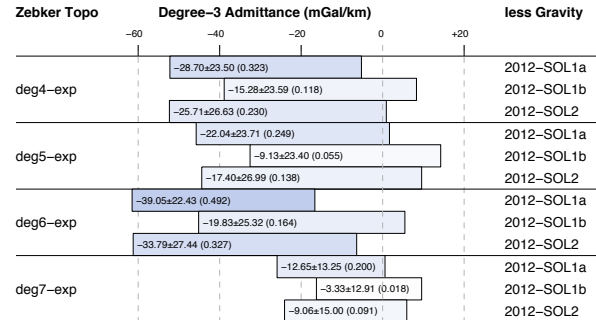 Zebker Topo Degree−3 Admittance (mGal/km) Iess Gravity
−60 −40 −20 0 +20
−28.70±23.50 (0.323) 2012−SOL1a
deg4−exp −15.28±23.59 (0.118) 2012−SOL1b
−25.71±26.63 (0.230) 2012−SOL2
−22.04±23.71 (0.249) 2012−SOL1a
deg5−exp −9.13±23.40 (0.055) 2012−SOL1b
−17.40±26.99 (0.138) 2012−SOL2
−39.05±22.43 (0.492) 2012−SOL1a
deg6−exp −19.83±25.32 (0.164) 2012−SOL1b
−33.79±27.44 (0.327) 2012−SOL2
−12.65±13.25 (0.200) 2012−SOL1a
deg7−exp −3.33±12.91 (0.018) 2012−SOL1b
−9.06±15.00 (0.091) 2012−SOL2